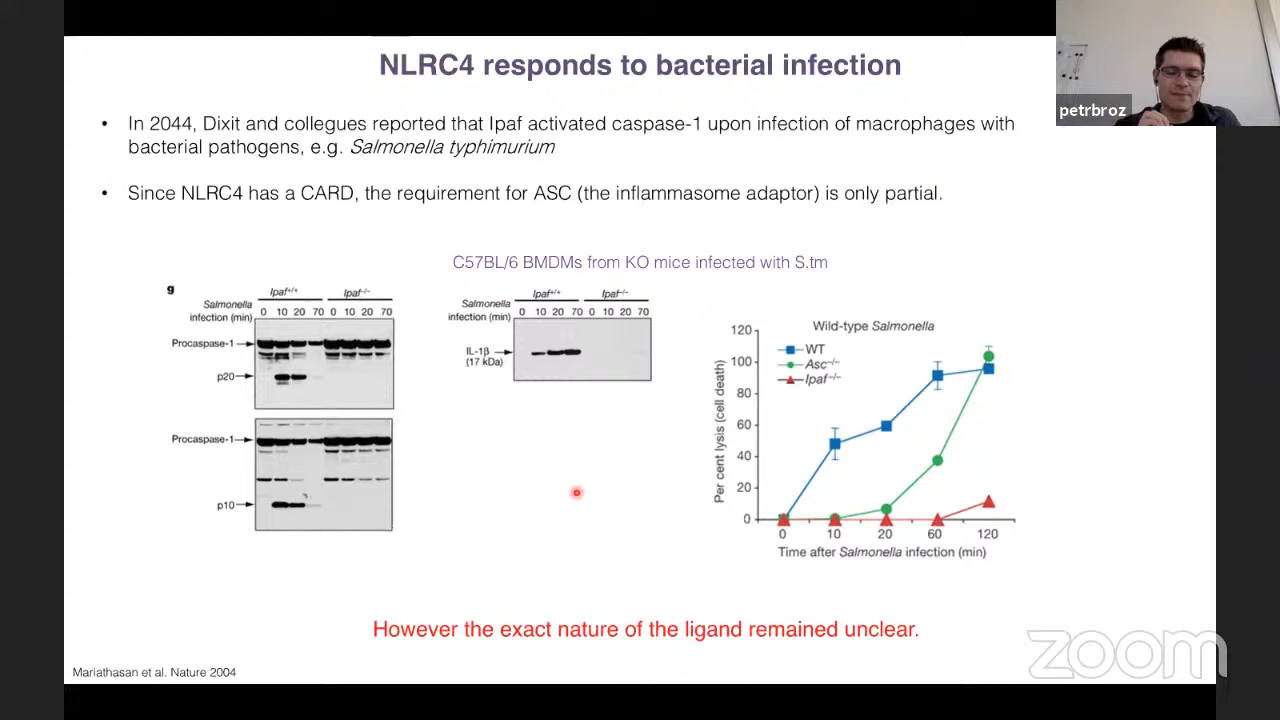 NLRC4 responds to bacterial infection
petrbroz
• In 2044, Dixit and collegues reported that Ipaf activated caspase-1 upon infection of macrophages with
bacterial pathogens, e.g. Salmonella typhimurium
• Since NLRC4 has a CARD, the requirement for ASC (the inflammasome adaptor) is only partial.
C57BL/6 BMDMs from KO mice infected with S.tm
g
Ipaf+/+ Ipaf–/–
Salmonella
infection (min)
0 10 20 70 0 10 20 70
Procaspase-1
p20
Procaspase-1
p10
Ipaf+/+ Ipaf–/–
Salmonella
infection (min)
0 10 20 70 0 10 20 70
IL-1β
(17 kDa)
Wild-type Salmonella
WT
Asc–/–
Ipaf–/–
Per cent lysis (cell death)
120
100
80
60
40
20
0
0 10 20 60 120
Time after Salmonella infection (min)
However the exact nature of the ligand remained unclear.
Mariathasan et al. Nature 2004
zoom